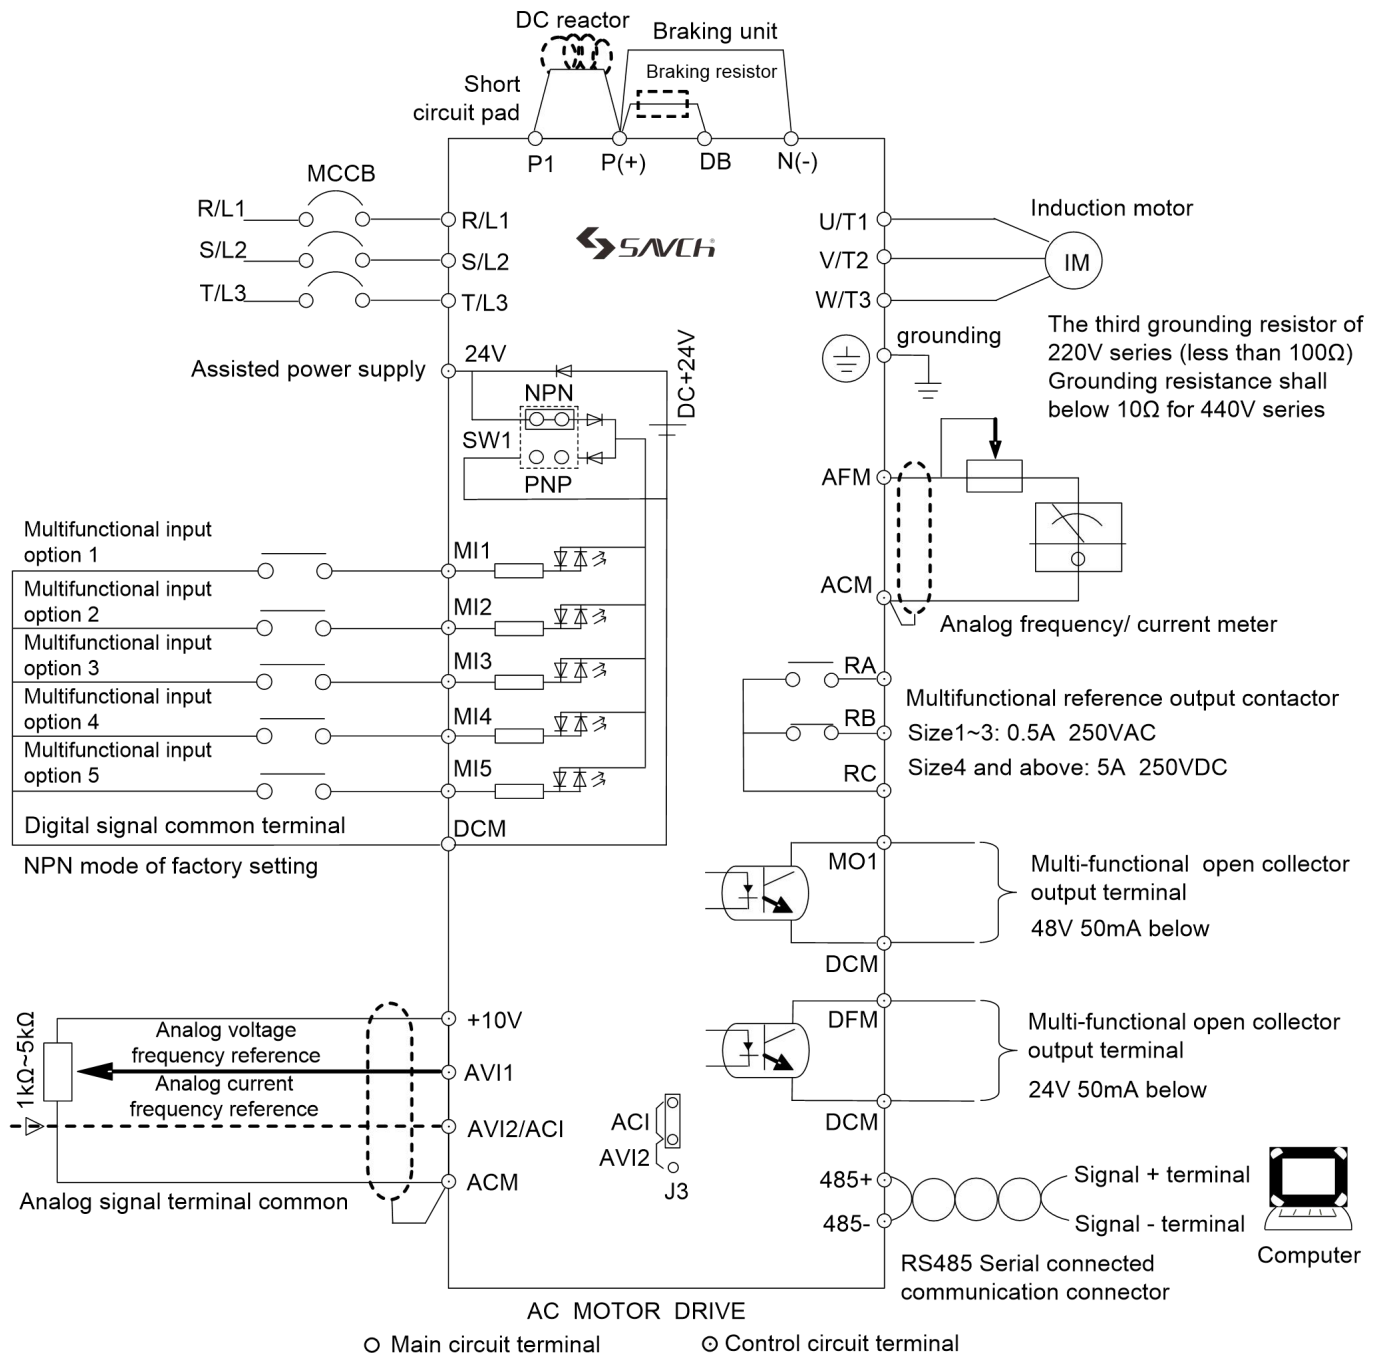 DC reactor
Braking unit
Braking resistor
Short
circuit pad
P1
P(+)
DB
N(-)
MCCB
R/L1
R/L1
S/L2
S/L2
T/L3
T/L3
SAVCH®
U/T1
V/T2
W/T3
Induction motor
IM
grounding
The third grounding resistor of
220V series (less than 100Ω)
Grounding resistance shall
below 10Ω for 440V series
Assisted power supply
24V
DC+24V
NPN
SW1
PNP
AFM
ACM
Analog frequency/ current meter
Multifunctional input
option 1
MI1
Multifunctional input
option 2
MI2
Multifunctional input
option 3
MI3
Multifunctional input
option 4
MI4
Multifunctional input
option 5
MI5
Digital signal common terminal
DCM
NPN mode of factory setting
RA
RB
RC
Multifunctional reference output contactor
Size1~3: 0.5A 250VAC
Size4 and above: 5A 250VDC
MO1
DCM
Multi-functional open collector
output terminal
48V 50mA below
DFM
DCM
Multi-functional open collector
output terminal
24V 50mA below
1kΩ~5kΩ
+10V
Analog voltage
frequency reference
AVI1
Analog current
frequency reference
AVI2/ACI
ACM
Analog signal terminal common
ACI
AVI2
J3
485+
485-
Signal + terminal
Signal - terminal
Computer
RS485 Serial connected
communication connector
AC MOTOR DRIVE
Main circuit terminal
Control circuit terminal